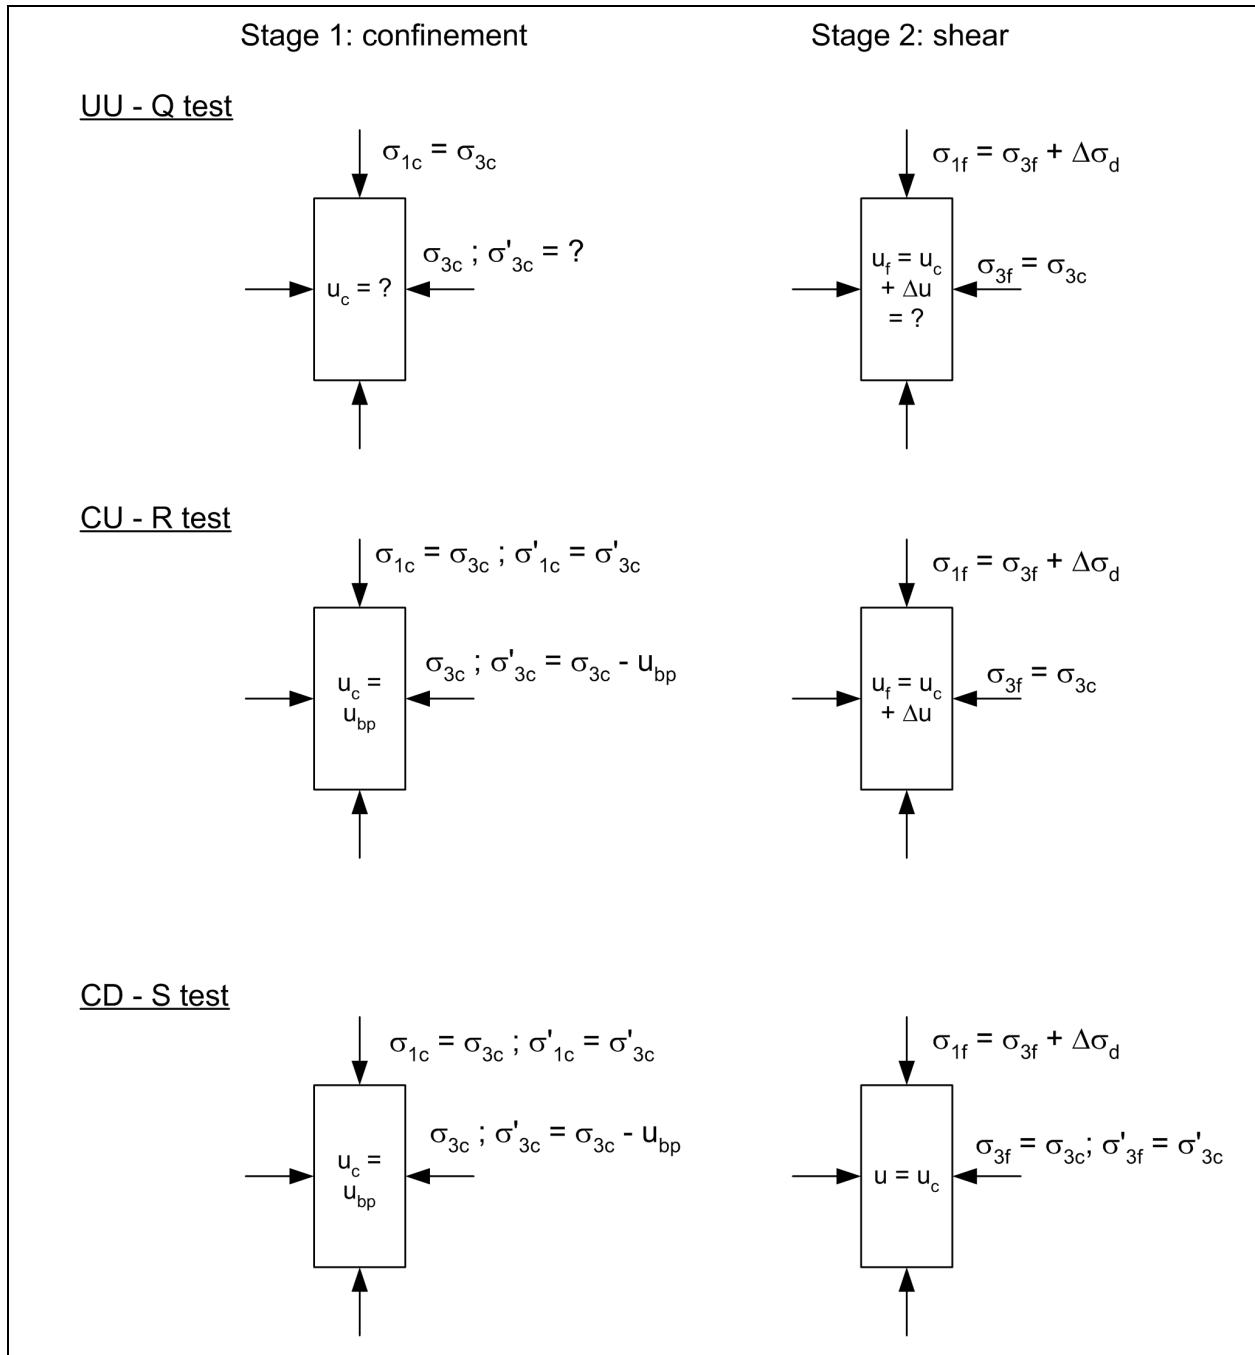 Stage 1: confinement
Stage 2: shear
UU - Q test
σ1c = σ3c
σ3c ; σ'3c = ?
uc = ?
σ1f = σ3f + Δσd
uf = uc
+ Δu
= ?
σ3f = σ3c
CU - R test
σ1c = σ3c ; σ'1c = σ'3c
σ3c ; σ'3c = σ3c - ubp
uc =
ubp
σ1f = σ3f + Δσd
σ3f = σ3c
uf = uc
+ Δu
CD - S test
σ1c = σ3c ; σ'1c = σ'3c
σ3c ; σ'3c = σ3c - ubp
uc =
ubp
σ1f = σ3f + Δσd
σ3f = σ3c; σ'3f = σ'3c
u = uc